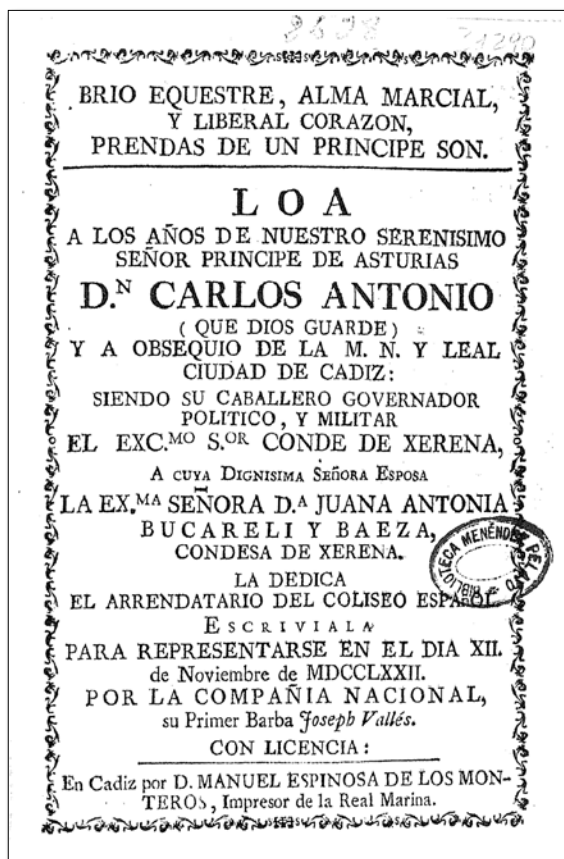 2698
21290
BRIO EQUESTRE, ALMA MARCIAL,
Y LIBERAL CORAZON,
PRENDAS DE UN PRINCIPE SON.
LOA
A LOS AÑOS DE NUESTRO SERENISIMO
SEÑOR PRINCIPE DE ASTURIAS
D.N CARLOS ANTONIO
( QUE DIOS GUARDE )
Y A OBSEQUIO DE LA M. N. Y LEAL
CIUDAD DE CADIZ:
SIENDO SU CABALLERO GOVERNADOR
POLITICO, Y MILITAR
EL EXC.MO S.OR CONDE DE XERENA,
A CUYA DIGNISIMA SEÑORA ESPOSA
LA EX.MA SEÑORA D.A JUANA ANTONIA
BUCARELI Y BAEZA,
CONDESA DE XERENA.
LA DEDICA
EL ARRENDATARIO DEL COLISEO ESPAÑOL
ESCRIVIALA
PARA REPRESENTARSE EN EL DIA XII.
de Noviembre de MDCCLXXII.
POR LA COMPAÑIA NACIONAL,
su Primer Barba Joseph Vallés.
CON LICENCIA:
En Cadiz por D. MANUEL ESPINOSA DE LOS MON-
TEROS, Impresor de la Real Marina.
BIBLIOTECA MENÉNDEZ PELAYO